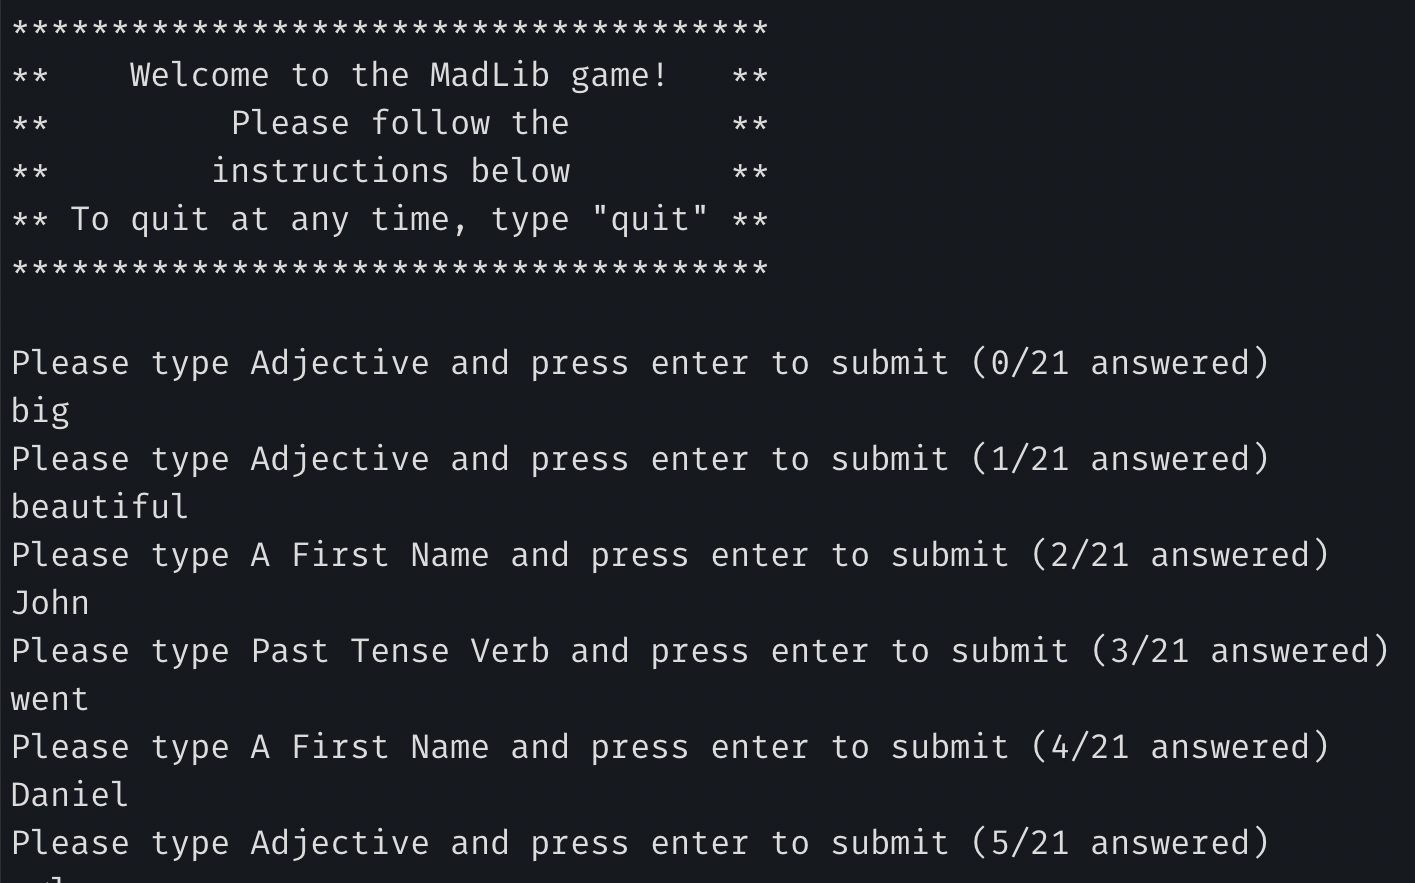 **************************************
**    Welcome to the MadLib game!   **
**         Please follow the        **
**        instructions below        **
** To quit at any time, type "quit" **
**************************************
Please type Adjective and press enter to submit (0/21 answered)
big
Please type Adjective and press enter to submit (1/21 answered)
beautiful
Please type A First Name and press enter to submit (2/21 answered)
John
Please type Past Tense Verb and press enter to submit (3/21 answered)
went
Please type A First Name and press enter to submit (4/21 answered)
Daniel
Please type Adjective and press enter to submit (5/21 answered)